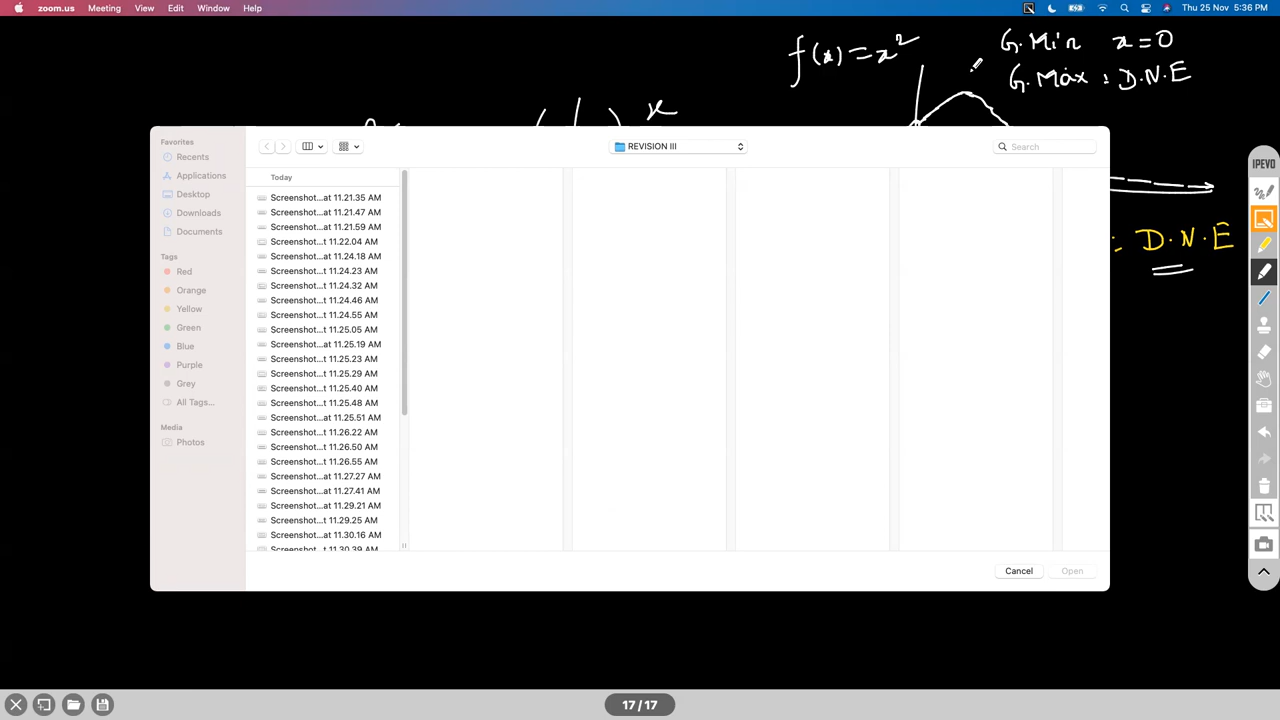 zoom.us Meeting View Edit Window Help Thu 25 Nov 5:36 PM
f(x) = x²
G. Min x = 0
G. Max : D.N.E
x
REVISION III
Search
Favorites
Recents
Applications
Desktop
Downloads
Documents
Tags
Red
Orange
Yellow
Green
Blue
Purple
Grey
All Tags...
Media
Photos
Today
Screenshot...at 11.21.35 AM
Screenshot...at 11.21.47 AM
Screenshot...at 11.21.59 AM
Screenshot...t 11.22.04 AM
Screenshot...at 11.24.18 AM
Screenshot...t 11.24.23 AM
Screenshot...t 11.24.32 AM
Screenshot...t 11.24.46 AM
Screenshot...t 11.24.55 AM
Screenshot...t 11.25.05 AM
Screenshot...at 11.25.19 AM
Screenshot...t 11.25.23 AM
Screenshot...t 11.25.29 AM
Screenshot...t 11.25.40 AM
Screenshot...t 11.25.48 AM
Screenshot...at 11.25.51 AM
Screenshot...t 11.26.22 AM
Screenshot...t 11.26.50 AM
Screenshot...t 11.26.55 AM
Screenshot...at 11.27.27 AM
Screenshot...at 11.27.41 AM
Screenshot...at 11.29.21 AM
Screenshot...t 11.29.25 AM
Screenshot...at 11.30.16 AM
Screenshot...t 11.30.39 AM
: D.N.E
Cancel Open
IPEVO
17 / 17